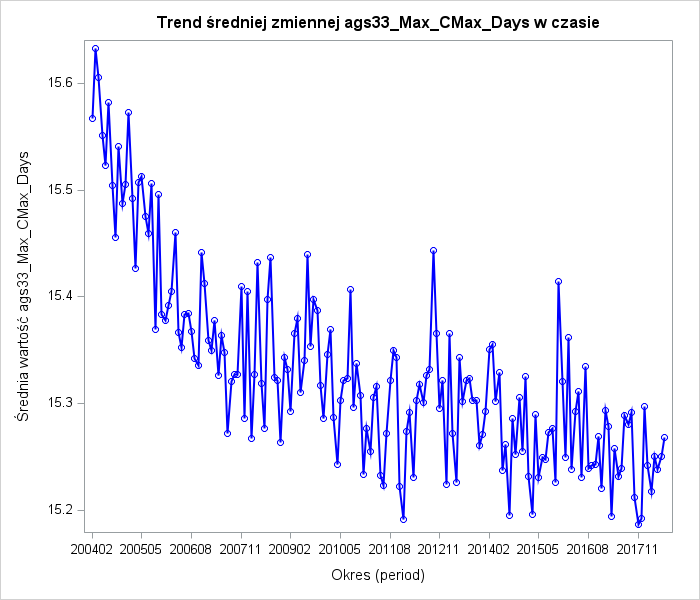 Trend średniej zmiennej ags33_Max_CMax_Days w czasie
Średnia wartość ags33_Max_CMax_Days
15.6
15.5
15.4
15.3
15.2
200402 200505 200608 200711 200902 201005 201108 201211 201402 201505 201608 201711
Okres (period)